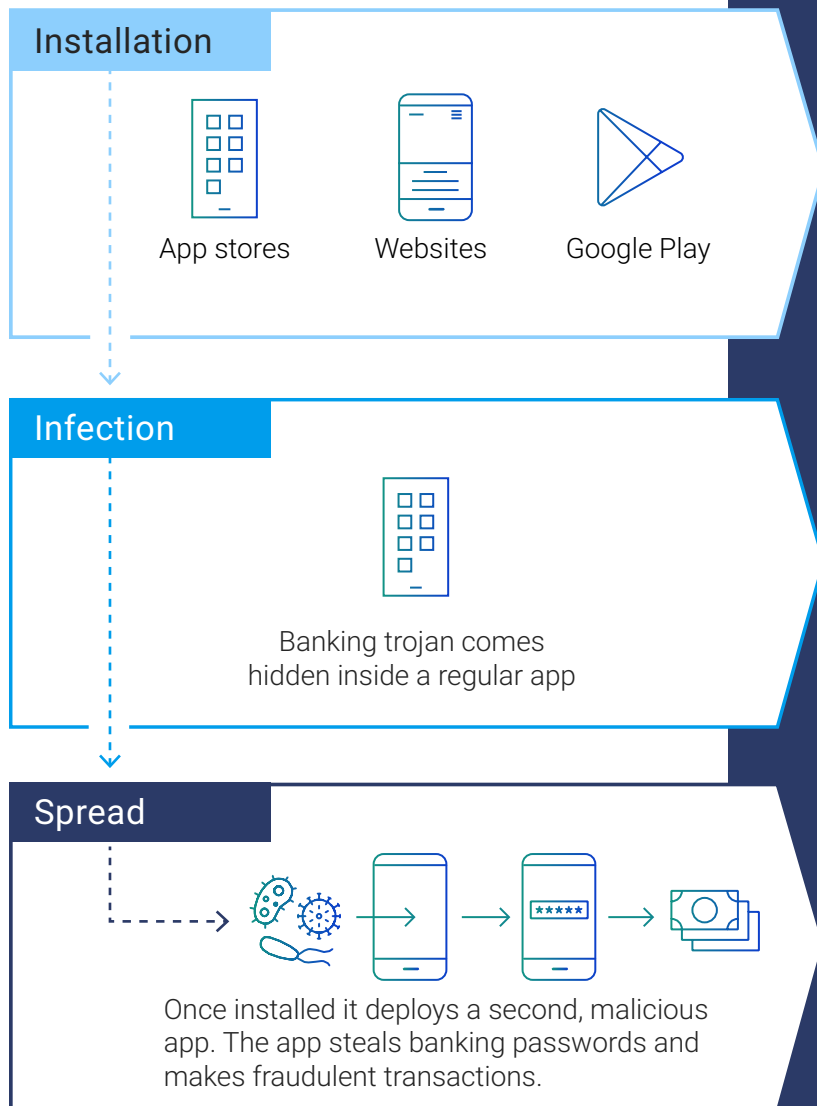 Installation
App stores
Websites
Google Play
Infection
Banking trojan comes
hidden inside a regular app
Spread
*****
Once installed it deploys a second, malicious
app. The app steals banking passwords and
makes fraudulent transactions.